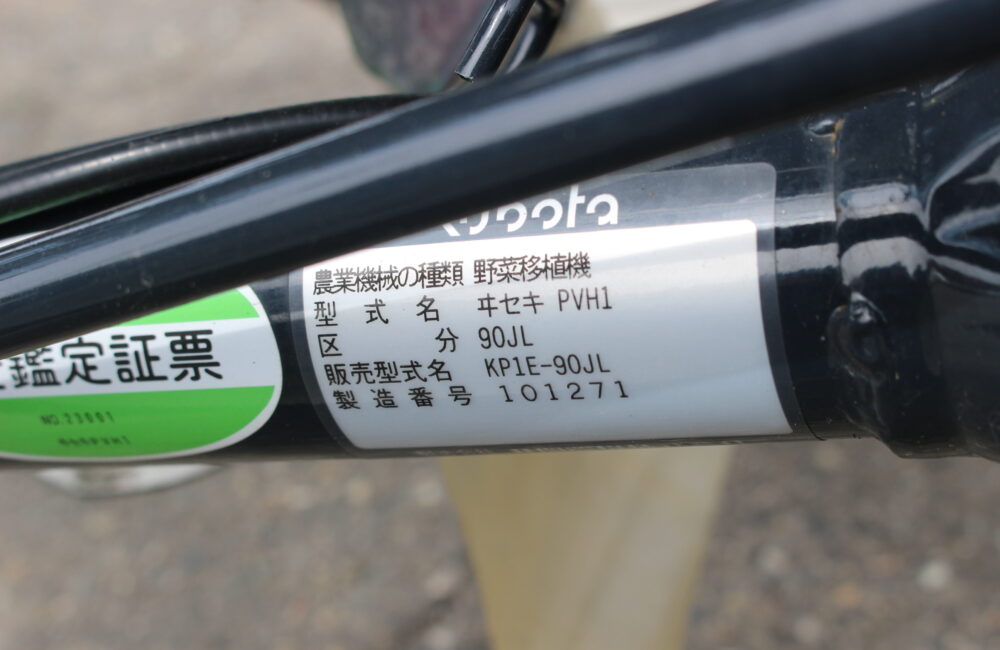 Kubota
農業機械の種類 野菜移植機
型式名 ヰセキ PVH1
区分 90JL
販売型式名 KP1E-90JL
製造番号 101271
鑑定証票
NO.23001